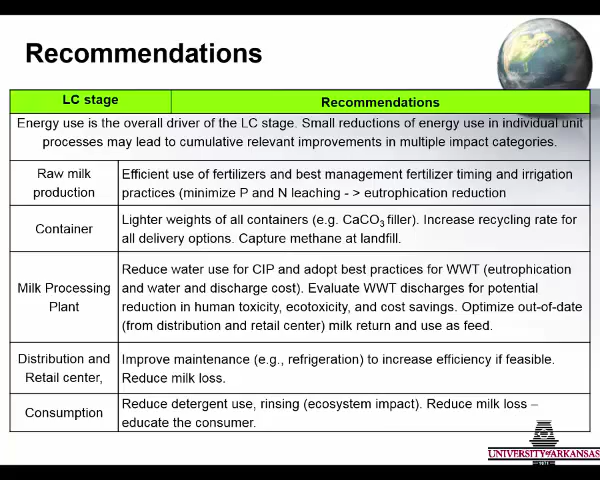 Recommendations
LC stage
Recommendations
Energy use is the overall driver of the LC stage. Small reductions of energy use in individual unit
processes may lead to cumulative relevant improvements in multiple impact categories.
Raw milk
production
Efficient use of fertilizers and best management fertilizer timing and irrigation
practices (minimize P and N leaching - > eutrophication reduction
Container
Lighter weights of all containers (e.g. CaCO3 filler). Increase recycling rate for
all delivery options. Capture methane at landfill.
Milk Processing
Plant
Reduce water use for CIP and adopt best practices for WWT (eutrophication
and water and discharge cost). Evaluate WWT discharges for potential
reduction in human toxicity, ecotoxicity, and cost savings. Optimize out-of-date
(from distribution and retail center) milk return and use as feed.
Distribution and
Retail center,
Improve maintenance (e.g., refrigeration) to increase efficiency if feasible.
Reduce milk loss.
Consumption
Reduce detergent use, rinsing (ecosystem impact). Reduce milk loss –
educate the consumer.
UNIVERSITY OF ARKANSAS